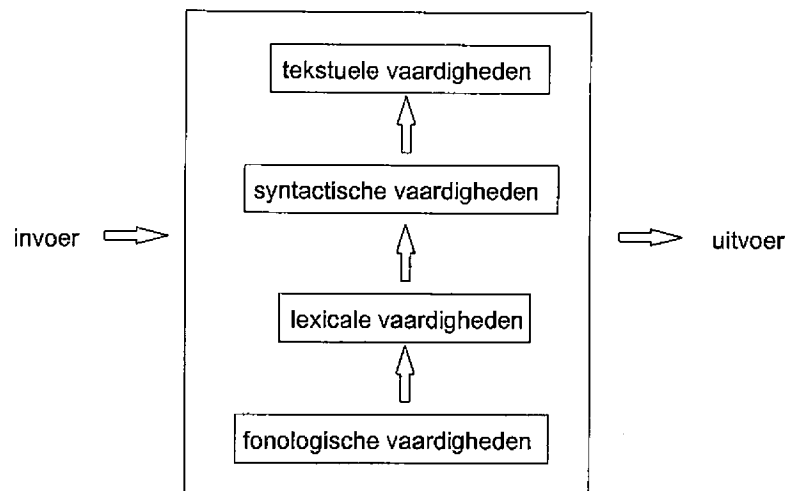 tekstuele vaardigheden
syntactische vaardigheden
invoer
uitvoer
lexicale vaardigheden
fonologische vaardigheden